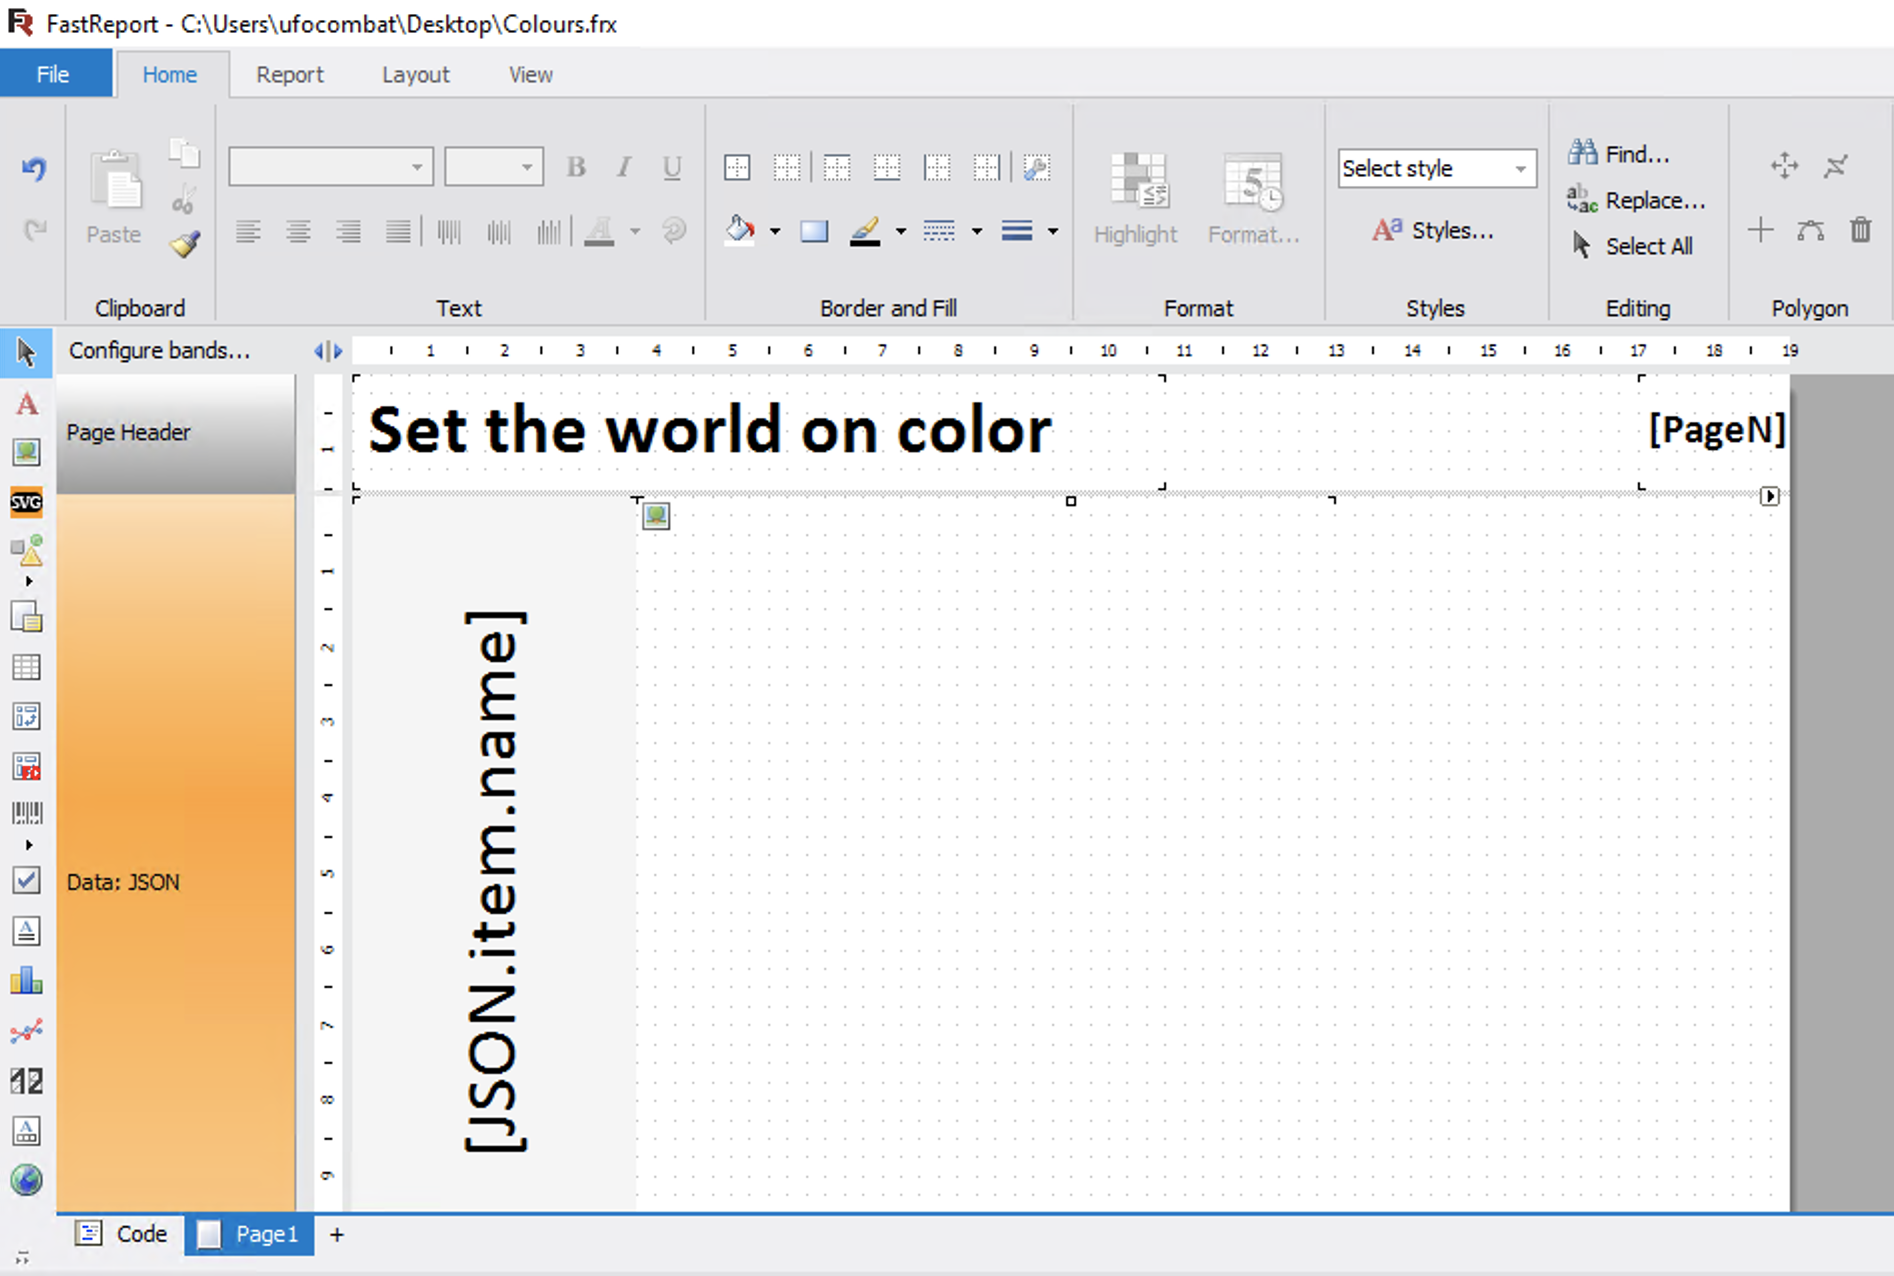 FastReport - C:\Users\ufocombat\Desktop\Colours.frx
File Home Report Layout View
Paste
B I U
Highlight
Format...
Select style
Styles...
Find...
Replace...
Select All
Clipboard Text Border and Fill Format Styles Editing Polygon
Configure bands...
1 2 3 4 5 6 7 8 9 10 11 12 13 14 15 16 17 18 19
Page Header
1
Set the world on color
[PageN]
SVG
Data: JSON
1
2
3
4
5
6
7
8
9
[JSON.item.name]
Code Page1 +